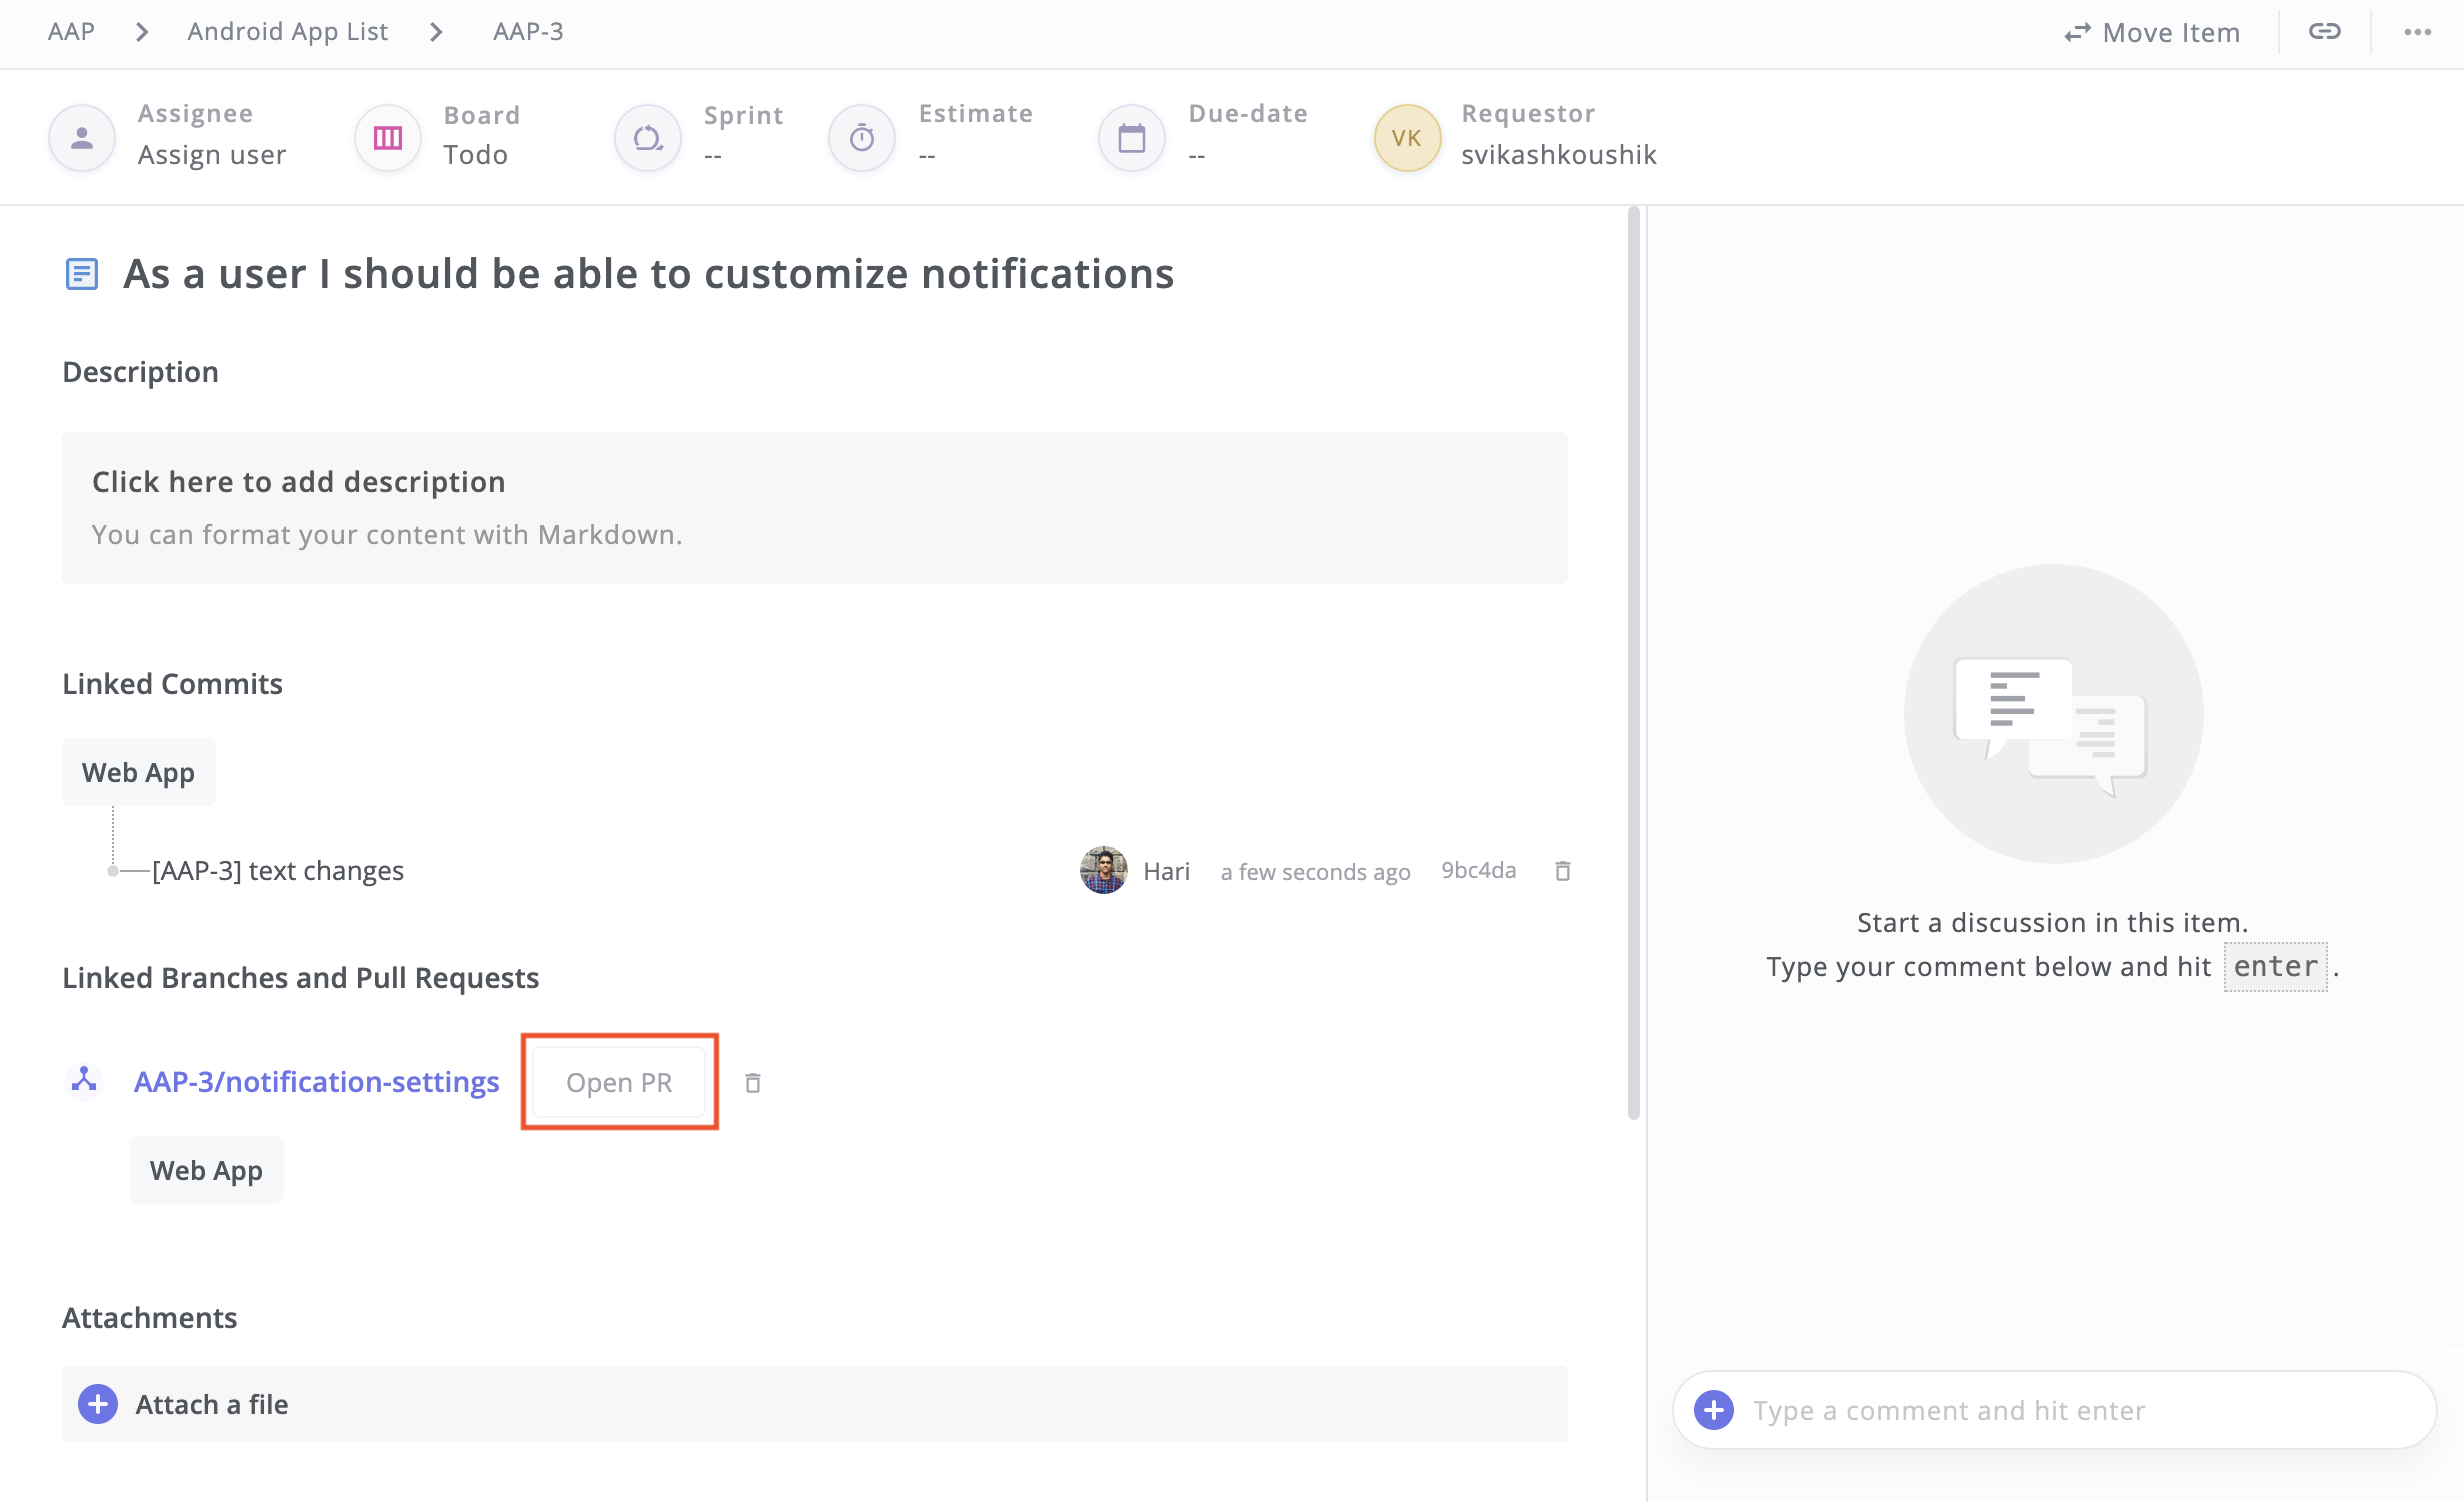 AAP > Android App List > AAP-3
Move Item
Assignee
Assign user
Board
Todo
Sprint
--
Estimate
--
Due-date
--
VK
Requestor
svikashkoushik
As a user I should be able to customize notifications
Description
Click here to add description
You can format your content with Markdown.
Linked Commits
Web App
[AAP-3] text changes
Hari a few seconds ago 9bc4da
Linked Branches and Pull Requests
AAP-3/notification-settings Open PR
Web App
Attachments
Attach a file
Start a discussion in this item.
Type your comment below and hit enter .
Type a comment and hit enter